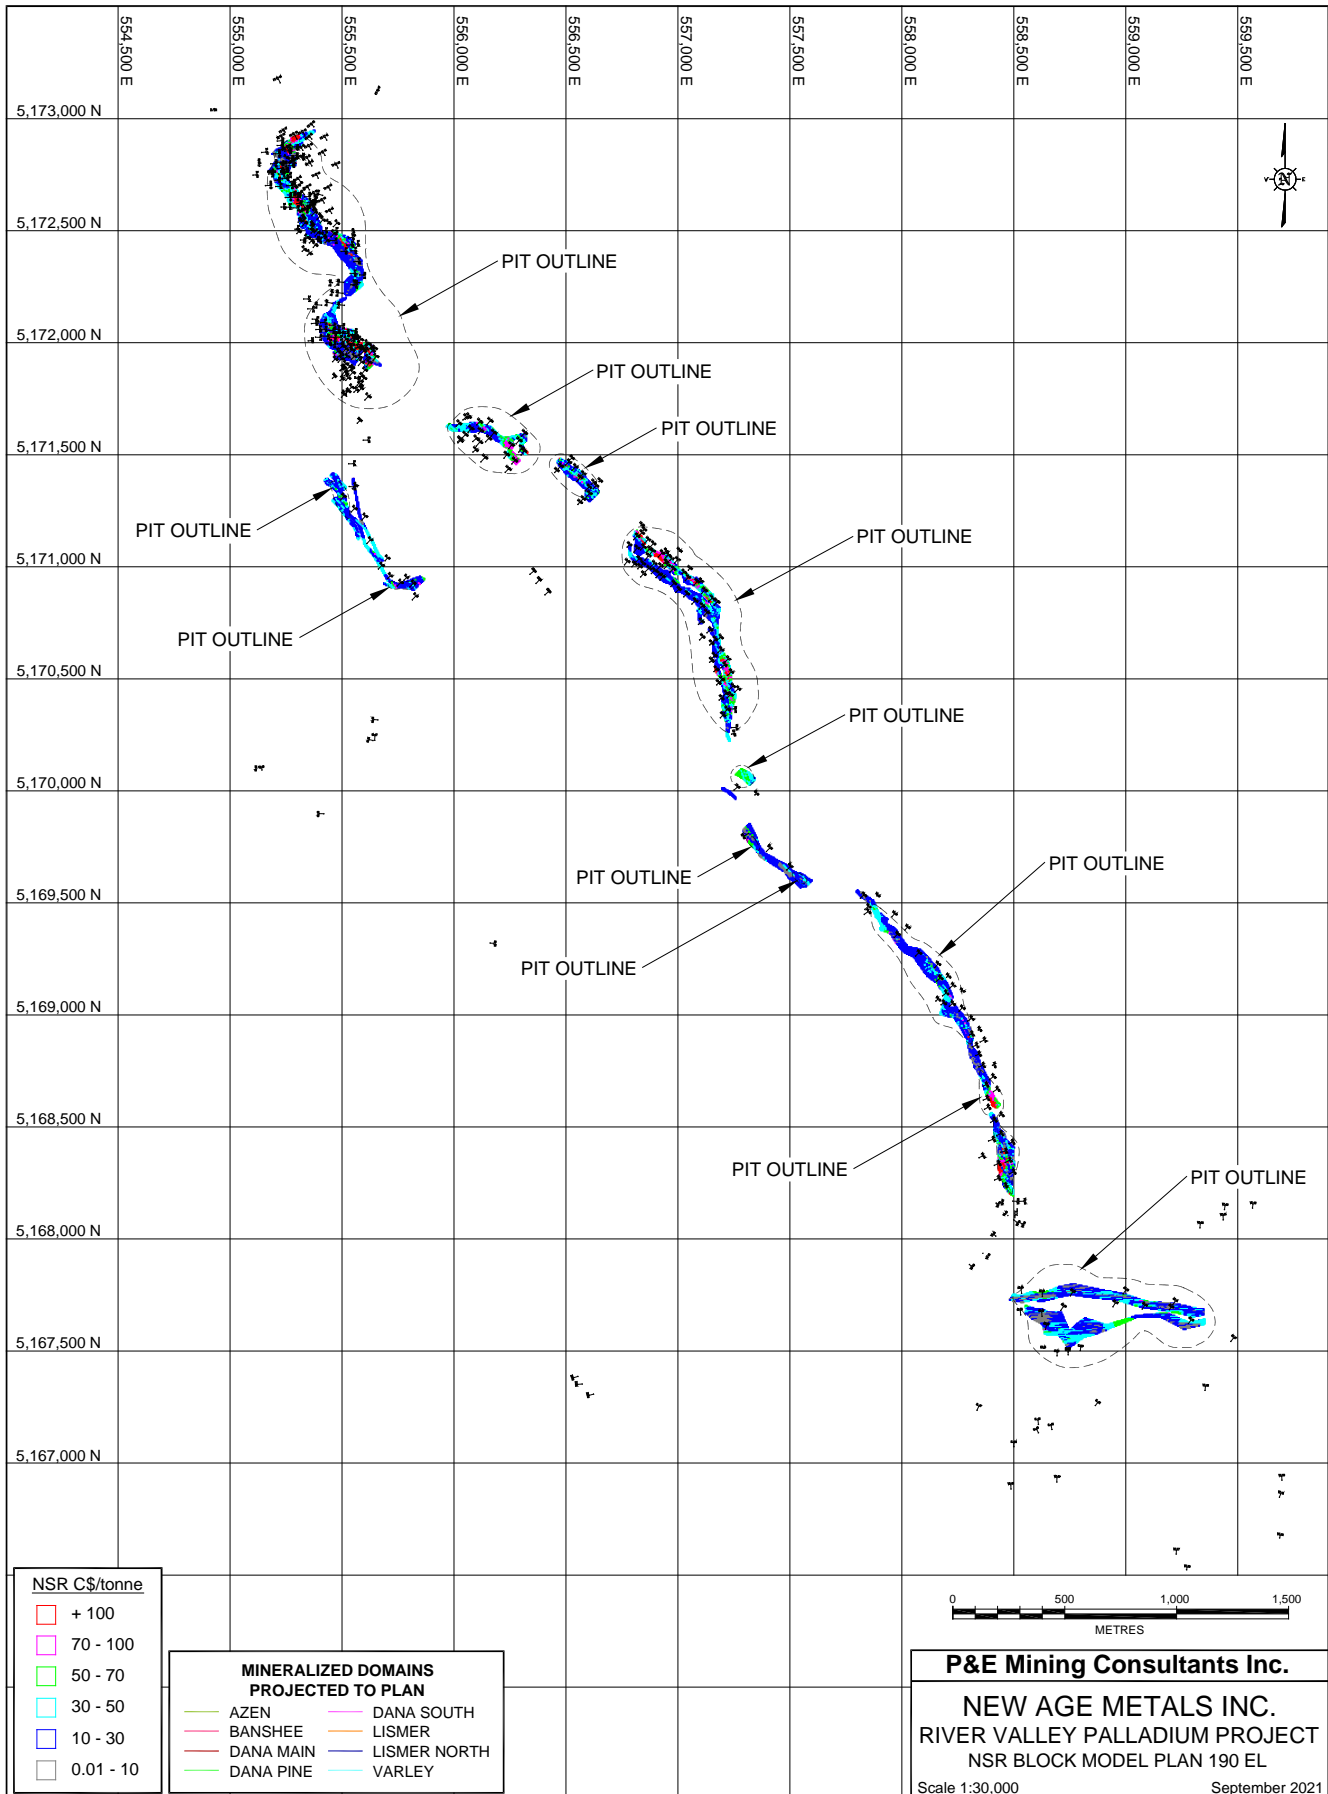 554,500 E
555,000 E
555,500 E
556,000 E
556,500 E
557,000 E
557,500 E
558,000 E
558,500 E
559,000 E
559,500 E
5,173,000 N
N
E
5,172,500 N
PIT OUTLINE
5,172,000 N
PIT OUTLINE
PIT OUTLINE
5,171,500 N
PIT OUTLINE
PIT OUTLINE
5,171,000 N
PIT OUTLINE
5,170,500 N
PIT OUTLINE
5,170,000 N
PIT OUTLINE
PIT OUTLINE
5,169,500 N
PIT OUTLINE
5,169,000 N
5,168,500 N
PIT OUTLINE
PIT OUTLINE
5,168,000 N
5,167,500 N
5,167,000 N
NSR C$/tonne
+ 100
70 - 100
50 - 70
30 - 50
10 - 30
0.01 - 10
MINERALIZED DOMAINS
PROJECTED TO PLAN
AZEN
BANSHEE
DANA MAIN
DANA PINE
DANA SOUTH
LISMER
LISMER NORTH
VARLEY
0 500 1,000 1,500
METRES
P&E Mining Consultants Inc.
NEW AGE METALS INC.
RIVER VALLEY PALLADIUM PROJECT
NSR BLOCK MODEL PLAN 190 EL
Scale 1:30,000 September 2021